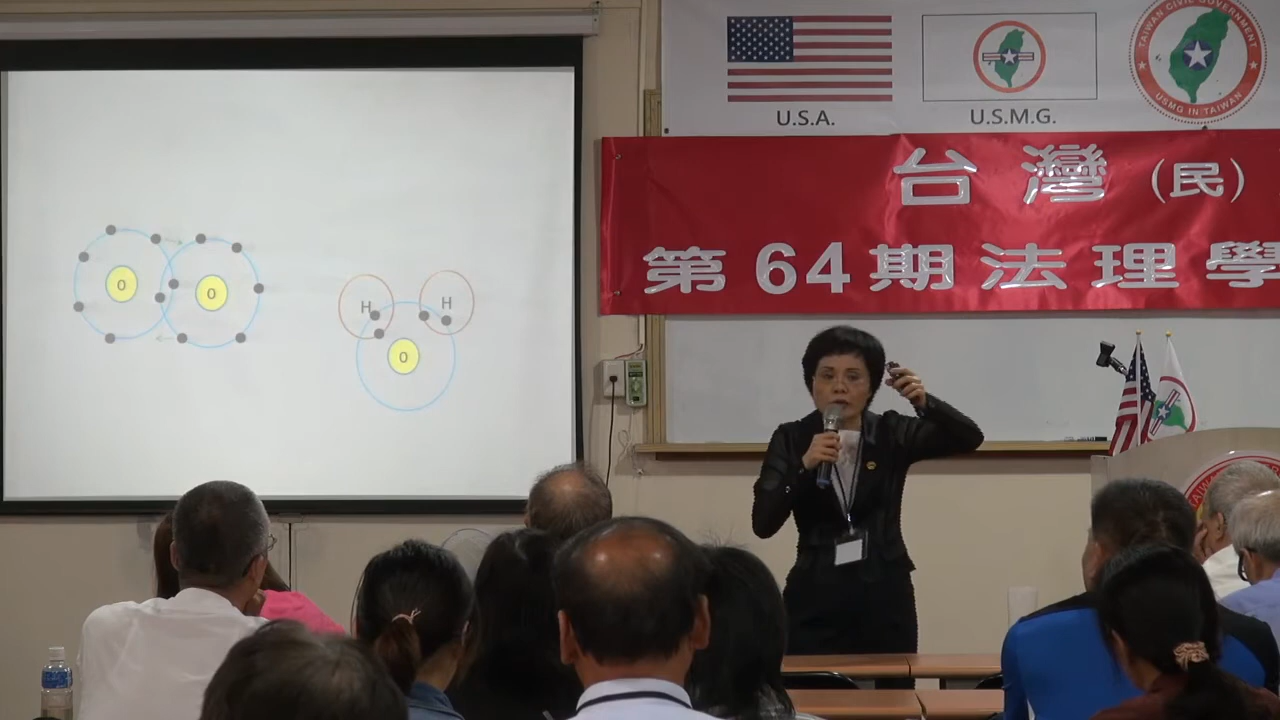 U.S.A.
U.S.M.G.
TAIWAN CIVIL GOVERNMENT
USMG IN TAIWAN
台灣(民)
第64期法理學
O
O
H
H
O